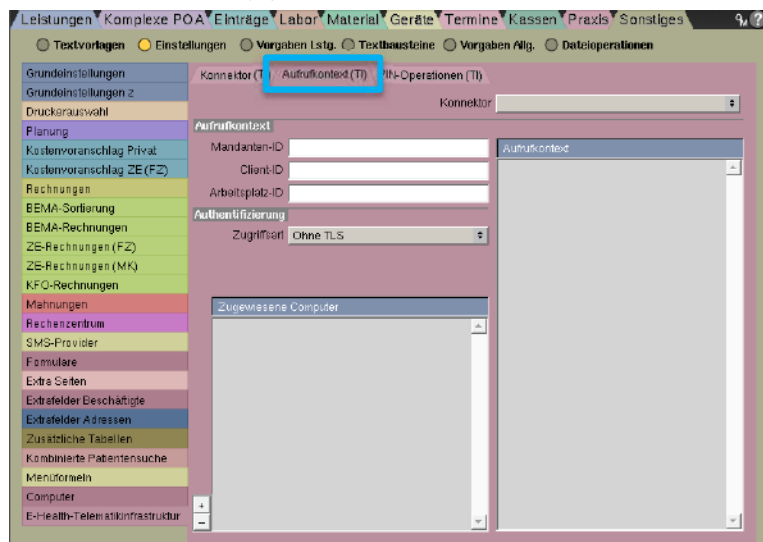 Leistungen Komplexe POA Einträge Labor Material Geräte Termine Kassen Praxis Sonstiges ?
Textvorlagen Einstellungen Vorgaben Lstg. Textbausteine Vorgaben Allg. Dateioperationen
Grundeinstellungen
Grundeinstellungen 2
Druckerauswahl
Planung
Kostenvoranschlag Privat
Kostenvoranschlag ZE (FZ)
Rechnungen
BEMA-Sortierung
BEMA-Rechnungen
ZE-Rechnungen (FZ)
ZE-Rechnungen (MK)
KFO-Rechnungen
Mahnungen
Rechenzentrum
SMS-Provider
Formulare
Extra Seiten
Extrafelder Beschäftigte
Extrafelder Adressen
Zusätzliche Tabellen
Kombinierte Patientensuche
Menüformeln
Computer
E-Health-Telematikinfrastruktur
Konnektor (T Aufrufkontext (TI) IN-Operationen (TI)
Konnektor
Aufrufkontext
Mandanten-ID
Client-ID
Arbeitsplatz-ID
Authentifizierung
Zugriffsart Ohne TLS
Zugewiesene Computer
+
–
Aufrufkontext